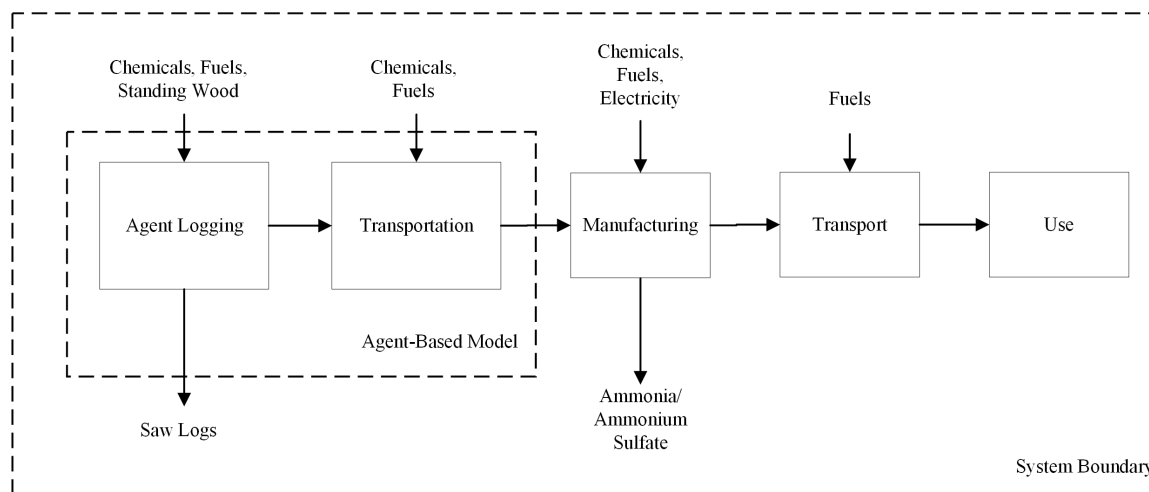 Chemicals, Fuels,
Standing Wood
Chemicals,
Fuels
Chemicals,
Fuels,
Electricity
Fuels
Agent Logging
Transportation
Manufacturing
Transport
Use
Agent-Based Model
Saw Logs
Ammonia/
Ammonium
Sulfate
System Boundary